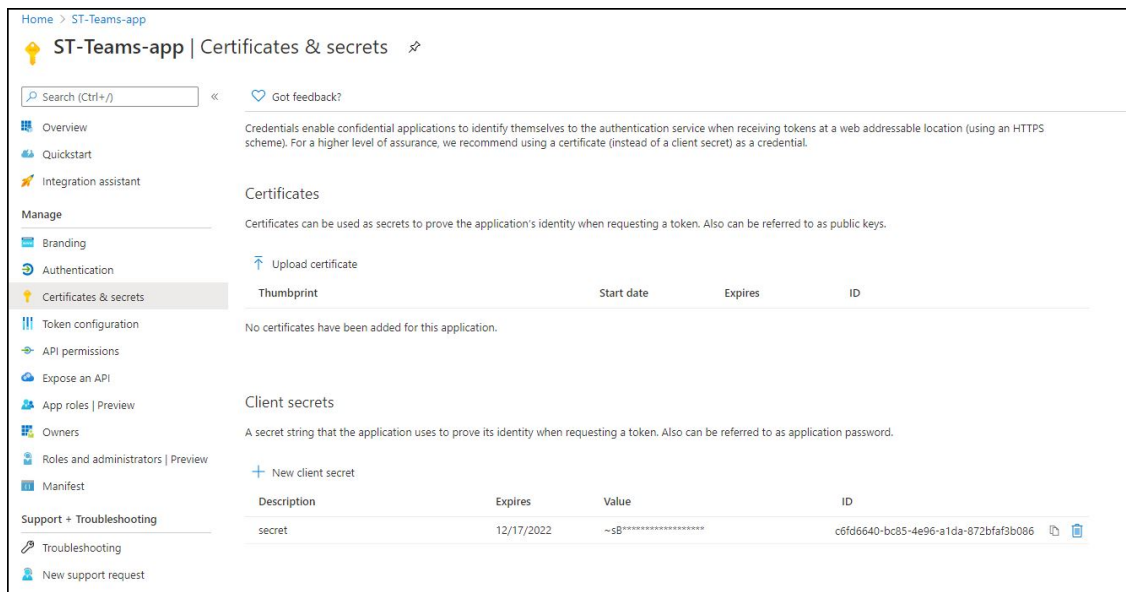 Home > ST-Teams-app
ST-Teams-app | Certificates & secrets
Search (Ctrl+/)
«
Overview
Quickstart
Integration assistant
Manage
Branding
Authentication
Certificates & secrets
Token configuration
API permissions
Expose an API
App roles | Preview
Owners
Roles and administrators | Preview
Manifest
Support + Troubleshooting
Troubleshooting
New support request
Got feedback?
Credentials enable confidential applications to identify themselves to the authentication service when receiving tokens at a web addressable location (using an HTTPS
scheme). For a higher level of assurance, we recommend using a certificate (instead of a client secret) as a credential.
Certificates
Certificates can be used as secrets to prove the application's identity when requesting a token. Also can be referred to as public keys.
Upload certificate
Thumbprint Start date Expires ID
No certificates have been added for this application.
Client secrets
A secret string that the application uses to prove its identity when requesting a token. Also can be referred to as application password.
New client secret
Description Expires Value ID
secret 12/17/2022 ~sB****************** c6fd6640-bc85-4e96-a1da-872bfaf3b086